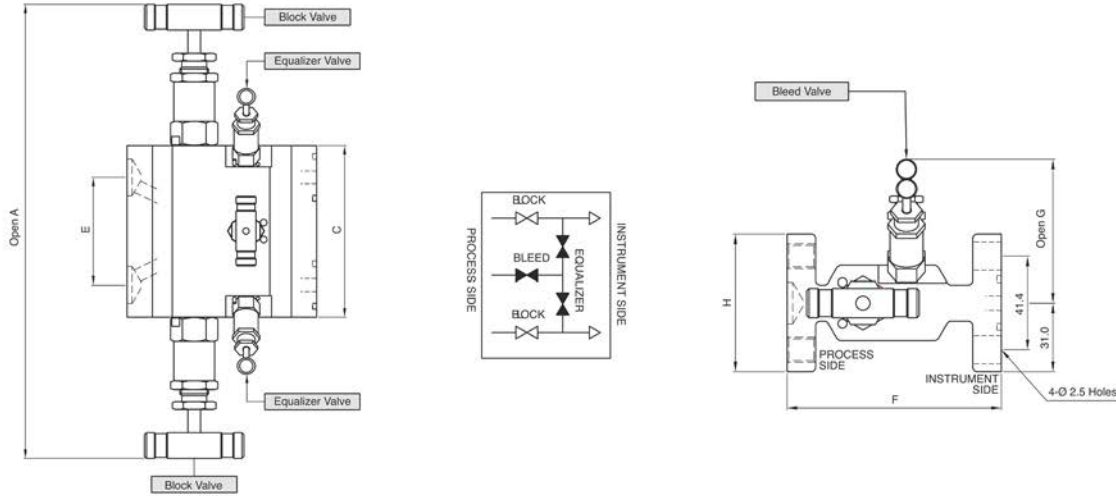 Block Valve
Equalizer Valve
Open A
E
C
Equalizer Valve
Block Valve
BLOCK
PROCESS SIDE
BLEED
EQUALIZER
INSTRUMENT SIDE
BLOCK
Bleed Valve
Open G
H
41.4
31.0
PROCESS
SIDE
INSTRUMENT
SIDE
F
4-Ø 2.5 Holes